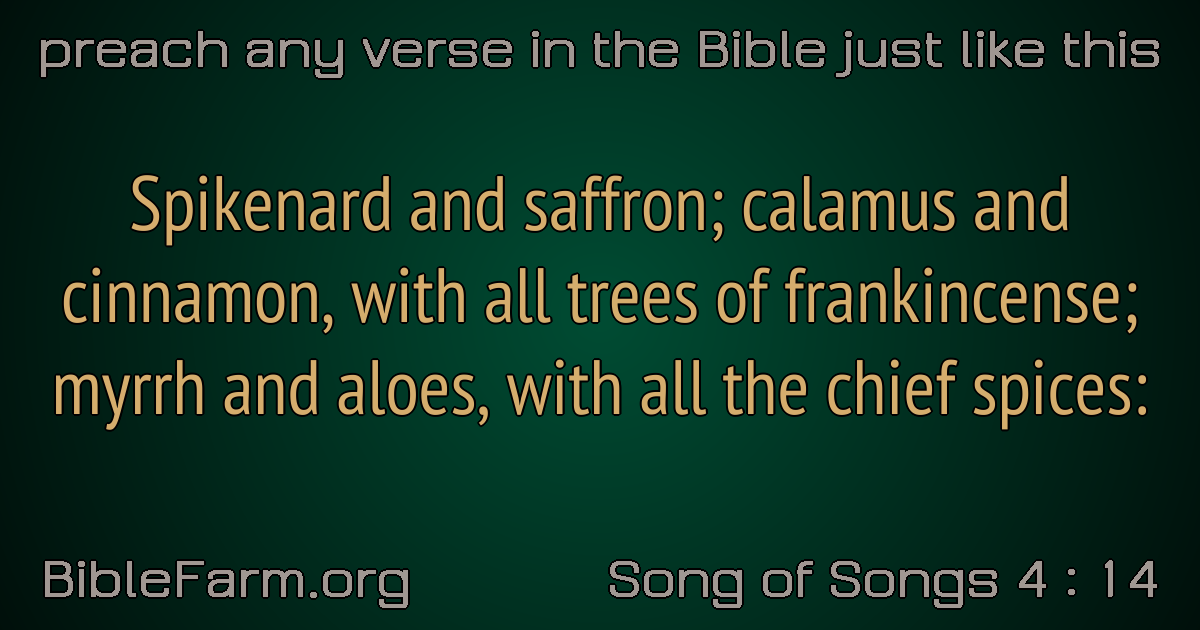 preach any verse in the Bible just like this
Spikenard and saffron; calamus and
cinnamon, with all trees of frankincense;
myrrh and aloes, with all the chief spices:
BibleFarm.org
Song of Songs 4 : 14